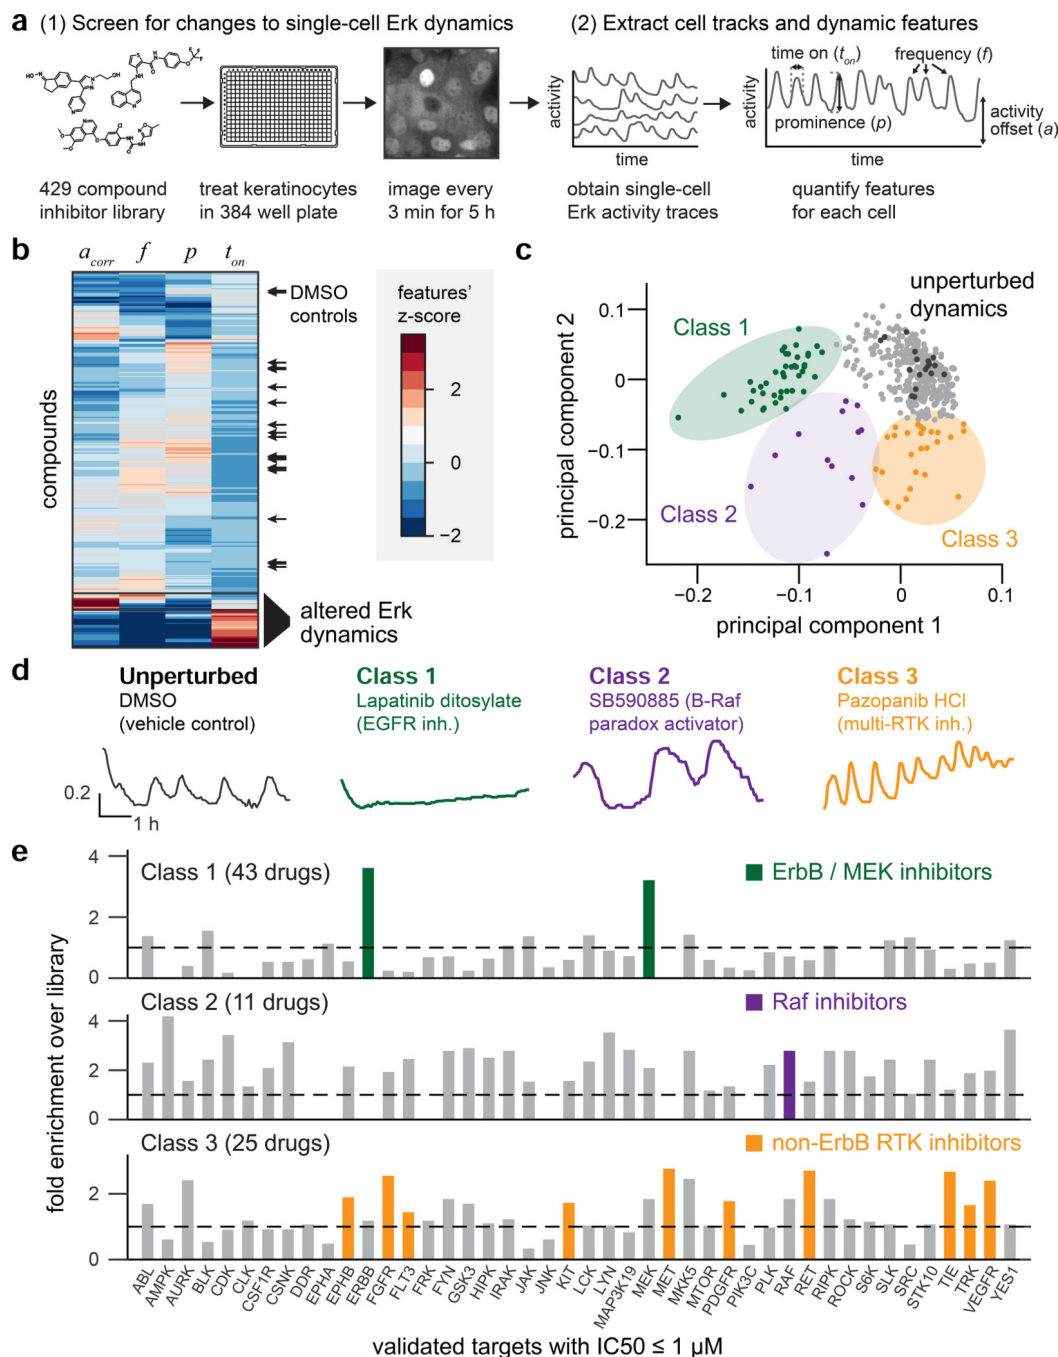 a (1) Screen for changes to single-cell Erk dynamics
(2) Extract cell tracks and dynamic features
429 compound
inhibitor library
treat keratinocytes
in 384 well plate
image every
3 min for 5 h
activity
time
obtain single-cell
Erk activity traces
time on (t_on)
frequency (f)
prominence (p)
activity
offset (a)
activity
time
quantify features
for each cell
b
a_corr f p t_on
compounds
DMSO
controls
altered Erk
dynamics
features'
z-score
2
0
−2
c
unperturbed
dynamics
Class 1
Class 2
Class 3
principal component 2
0.1
0
−0.1
−0.2
−0.2 −0.1 0 0.1
principal component 1
d
Unperturbed
DMSO
(vehicle control)
0.2
1 h
Class 1
Lapatinib ditosylate
(EGFR inh.)
Class 2
SB590885 (B-Raf
paradox activator)
Class 3
Pazopanib HCl
(multi-RTK inh.)
e
fold enrichment over library
Class 1 (43 drugs)
ErbB / MEK inhibitors
4
2
0
Class 2 (11 drugs)
Raf inhibitors
4
2
0
Class 3 (25 drugs)
non-ErbB RTK inhibitors
2
0
ABL AMPK AURK BLK CDK CLK CSF1R CSNK DDR EPHA EPHB ERBB FGFR FLT3 FRK FYN GSK3 HIPK IRAK JAK JNK KIT LCK LYN MAP3K19 MEK MET MKK5 MTOR PDGFR PIK3C PLK RAF RET RIPK ROCK S6K SLK SRC STK10 TIE TRK VEGFR YES1
validated targets with IC50 ≤ 1 μM